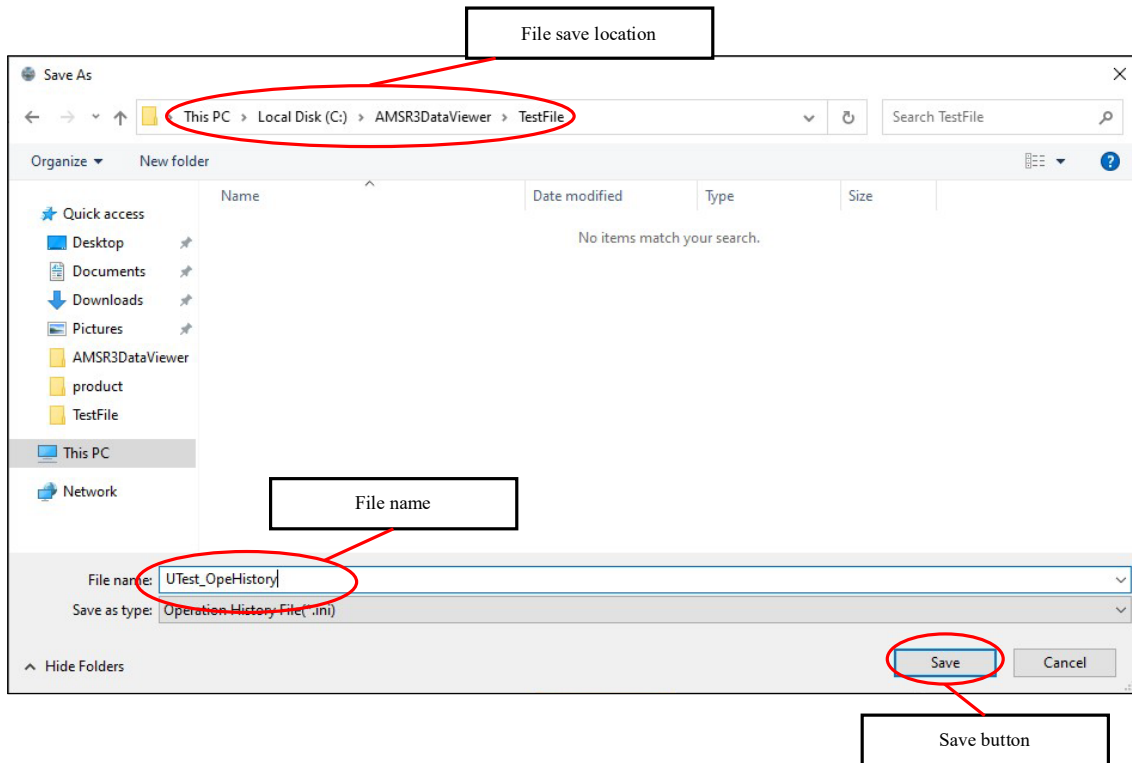 File save location
Save As
This PC > Local Disk (C:) > AMSR3DataViewer > TestFile
Search TestFile
Organize
New folder
Name
Date modified
Type
Size
No items match your search.
Quick access
Desktop
Documents
Downloads
Pictures
AMSR3DataViewer
product
TestFile
This PC
Network
File name
File name: UTest_OpeHistory
Save as type: Operation History File(*.ini)
Hide Folders
Save
Cancel
Save button